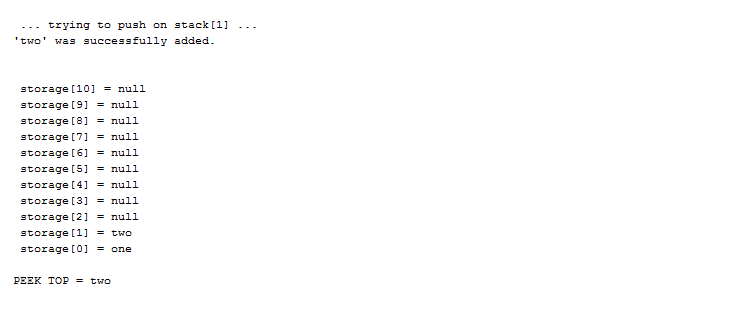 ... trying to push on stack[1] ...
'two' was successfully added.
storage[10] = null
storage[9] = null
storage[8] = null
storage[7] = null
storage[6] = null
storage[5] = null
storage[4] = null
storage[3] = null
storage[2] = null
storage[1] = two
storage[0] = one
PEEK TOP = two